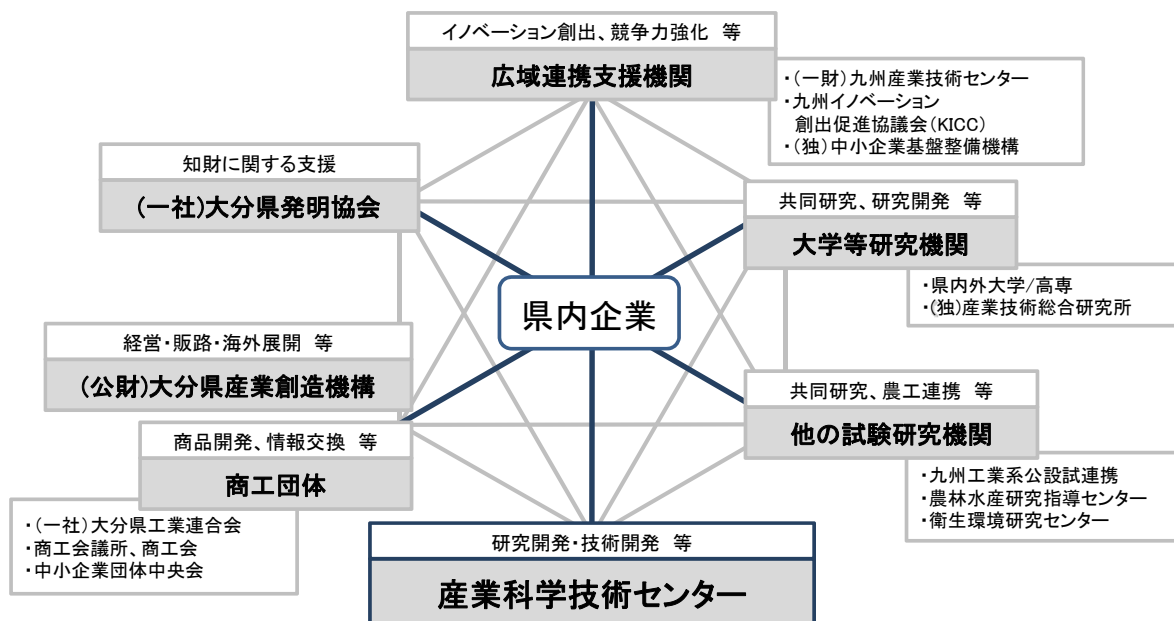 イノベーション創出、競争力強化 等
広域連携支援機関
・(一財)九州産業技術センター
・九州イノベーション
創出促進協議会(KICC)
・(独)中小企業基盤整備機構
知財に関する支援
(一社)大分県発明協会
共同研究、研究開発 等
大学等研究機関
・県内外大学/高専
・(独)産業技術総合研究所
県内企業
経営・販路・海外展開 等
(公財)大分県産業創造機構
共同研究、農工連携 等
他の試験研究機関
・九州工業系公設試連携
・農林水産研究指導センター
・衛生環境研究センター
商品開発、情報交換 等
商工団体
・(一社)大分県工業連合会
・商工会議所、商工会
・中小企業団体中央会
研究開発・技術開発 等
産業科学技術センター